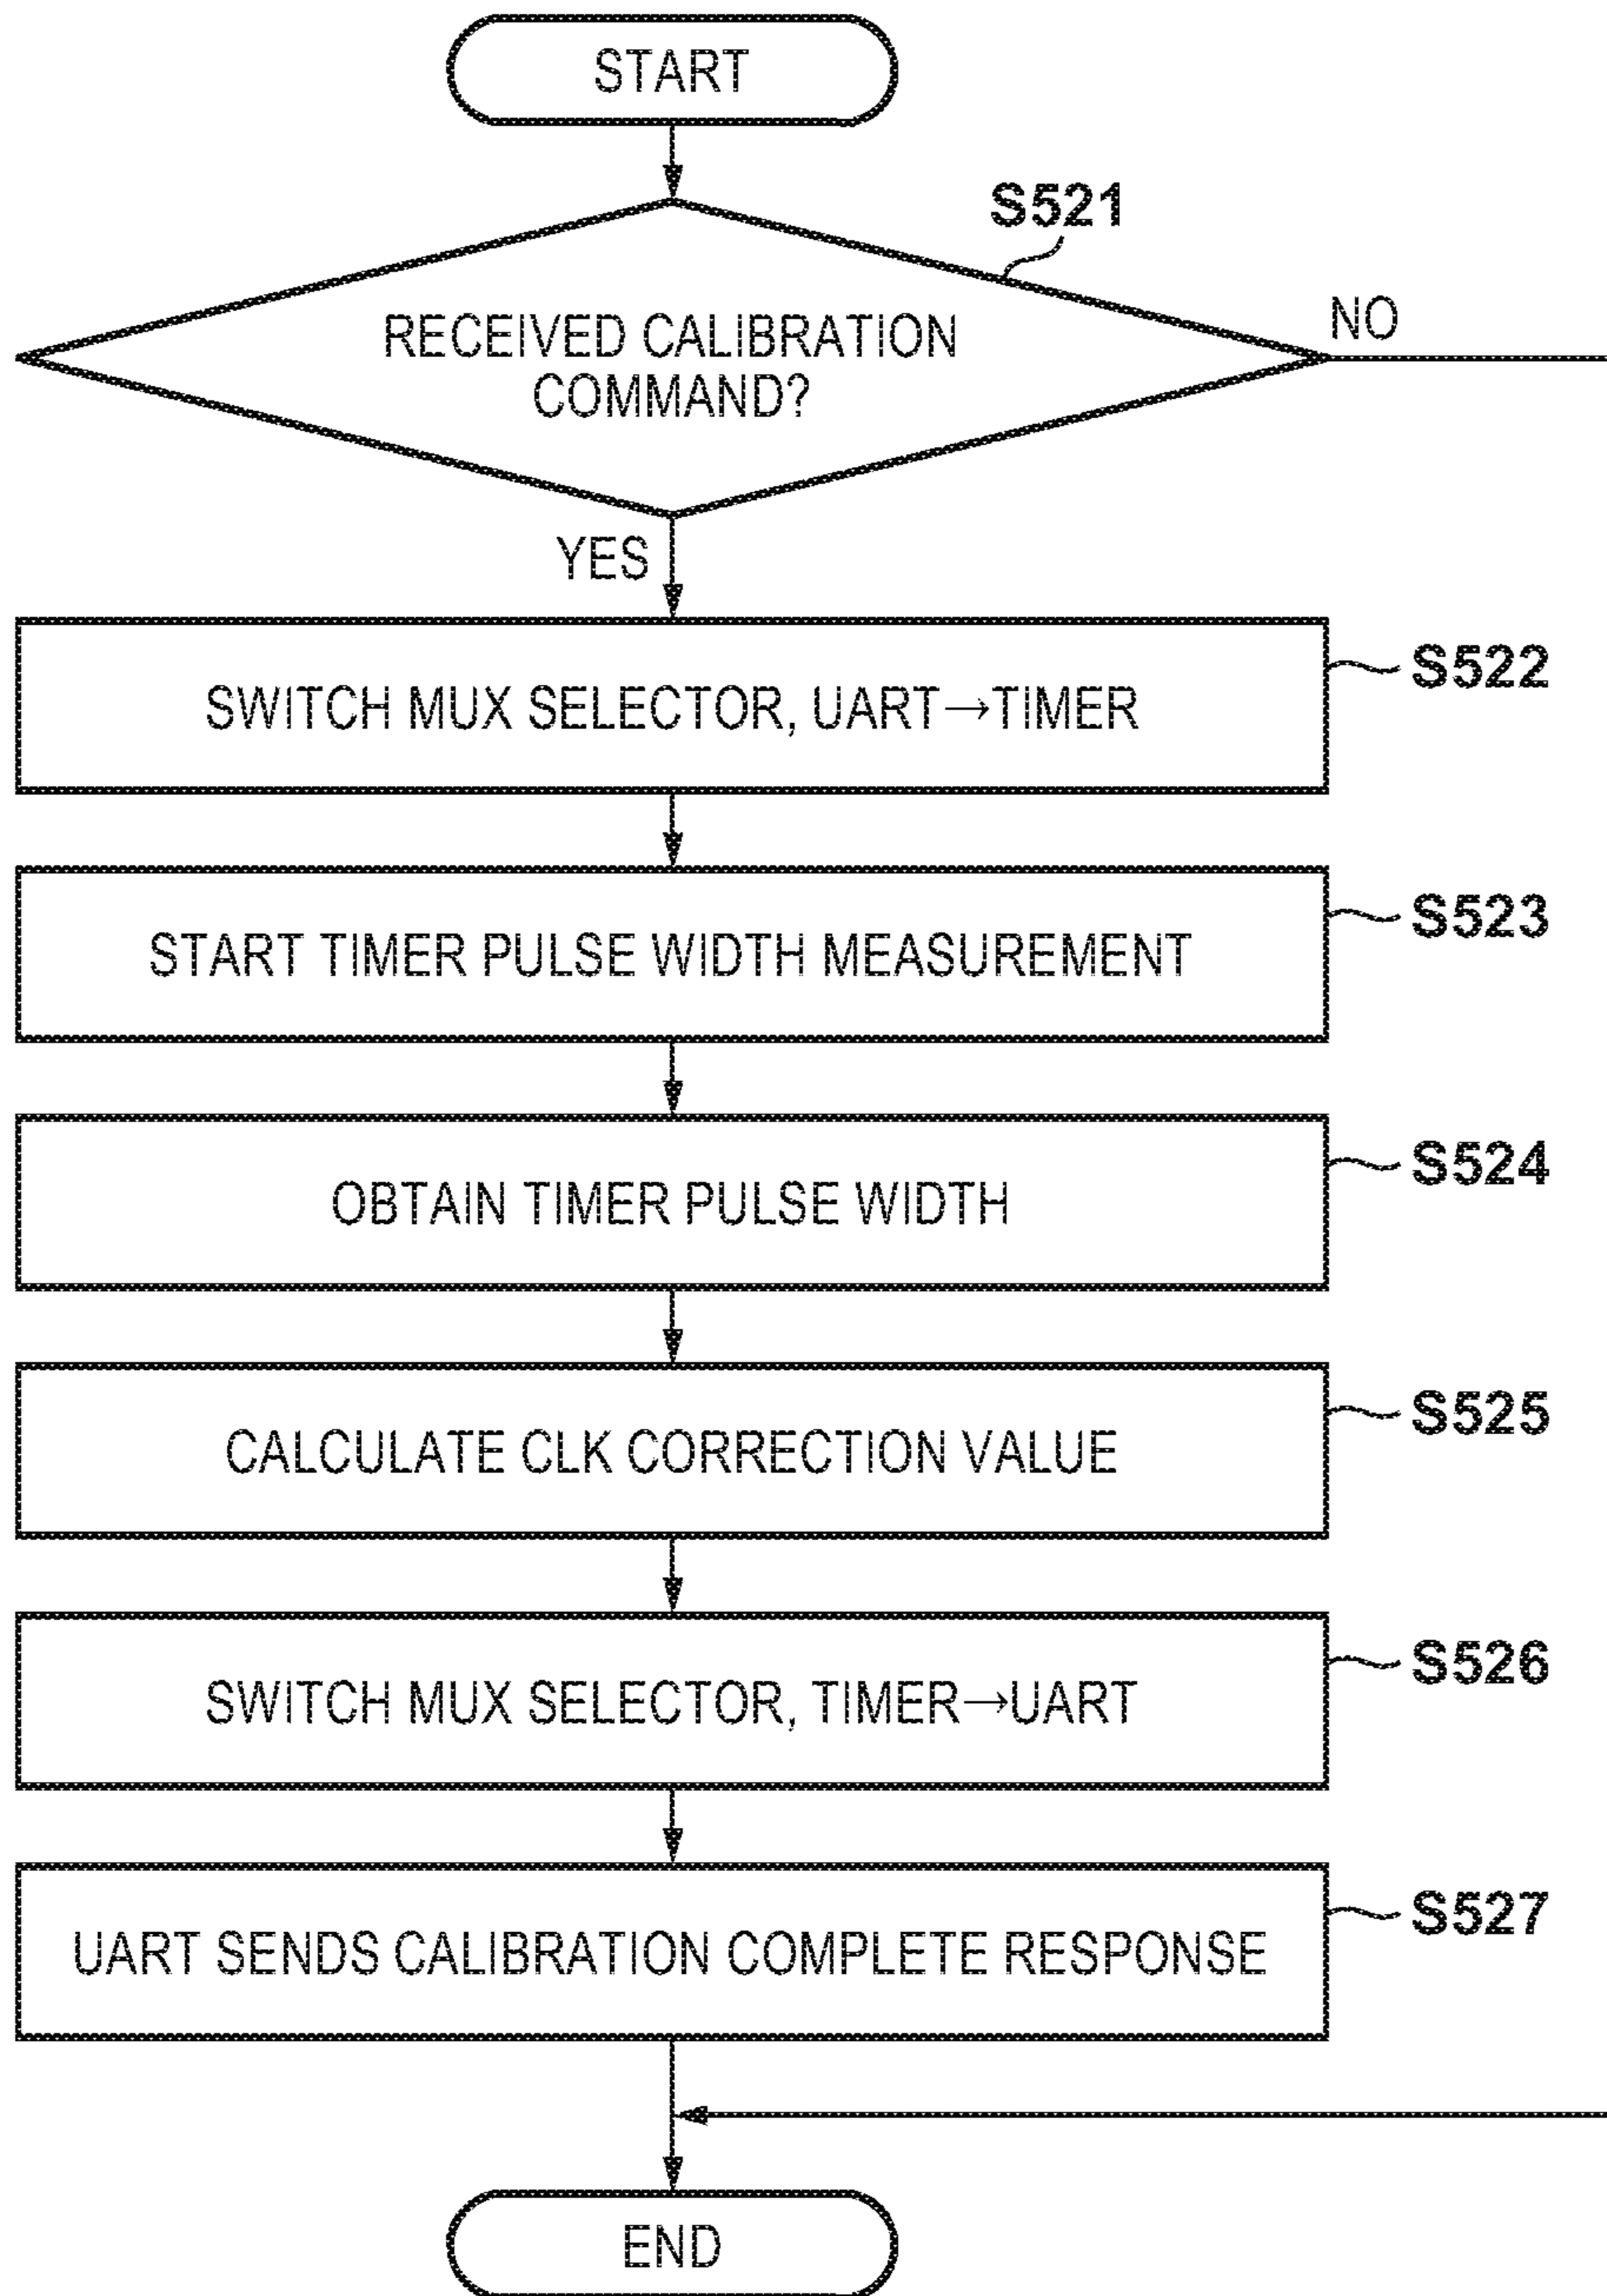 START
S521
RECEIVED CALIBRATION
COMMAND?
NO
YES
SWITCH MUX SELECTOR, UART→TIMER
S522
START TIMER PULSE WIDTH MEASUREMENT
S523
OBTAIN TIMER PULSE WIDTH
S524
CALCULATE CLK CORRECTION VALUE
S525
SWITCH MUX SELECTOR, TIMER→UART
S526
UART SENDS CALIBRATION COMPLETE RESPONSE
S527
END